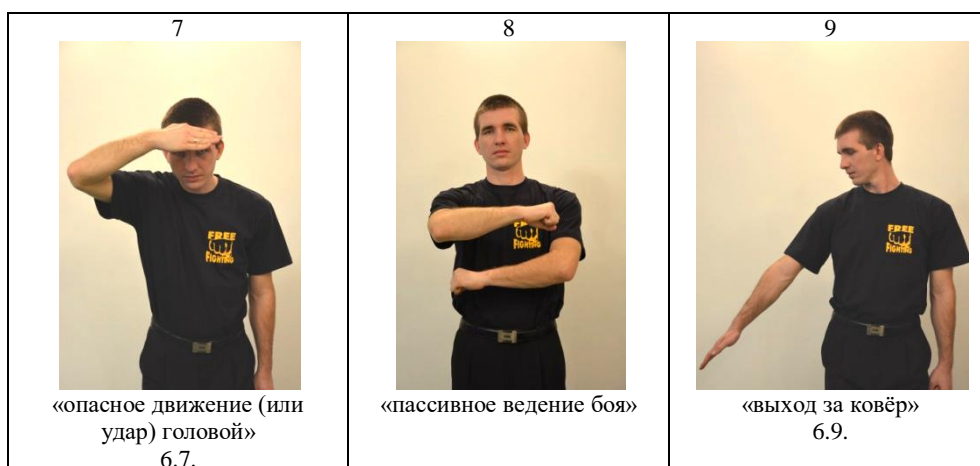 7
8
9
FREE
FIGHTING
FREE
FIGHTING
FREE
FIGHTING
«опасное движение (или
удар) головой»
6.7.
«пассивное ведение боя»
«выход за ковёр»
6.9.